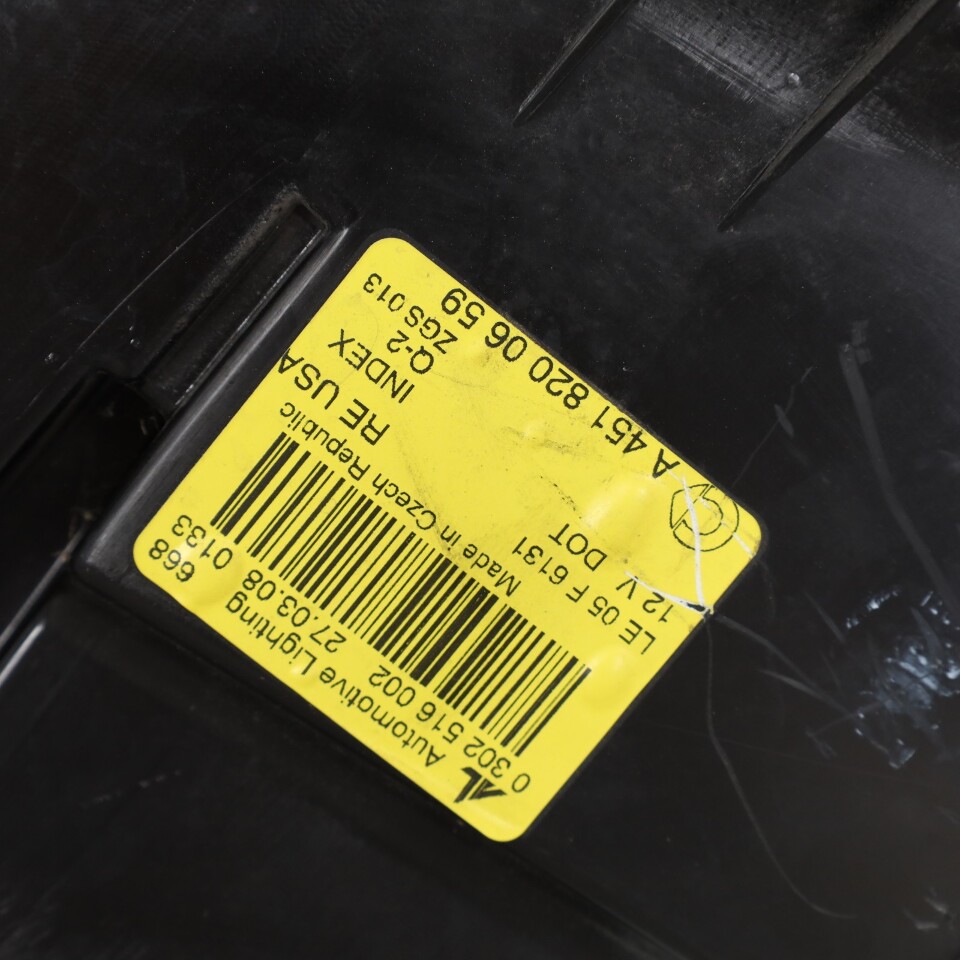 AL Automotive Lighting 668
0 302 516 002 27.03.08 0133
Made in Czech Republic
LE 05 F 6131 RE USA
12 V DOT INDEX
Q-2
ZGS 013
A 451 820 06 59